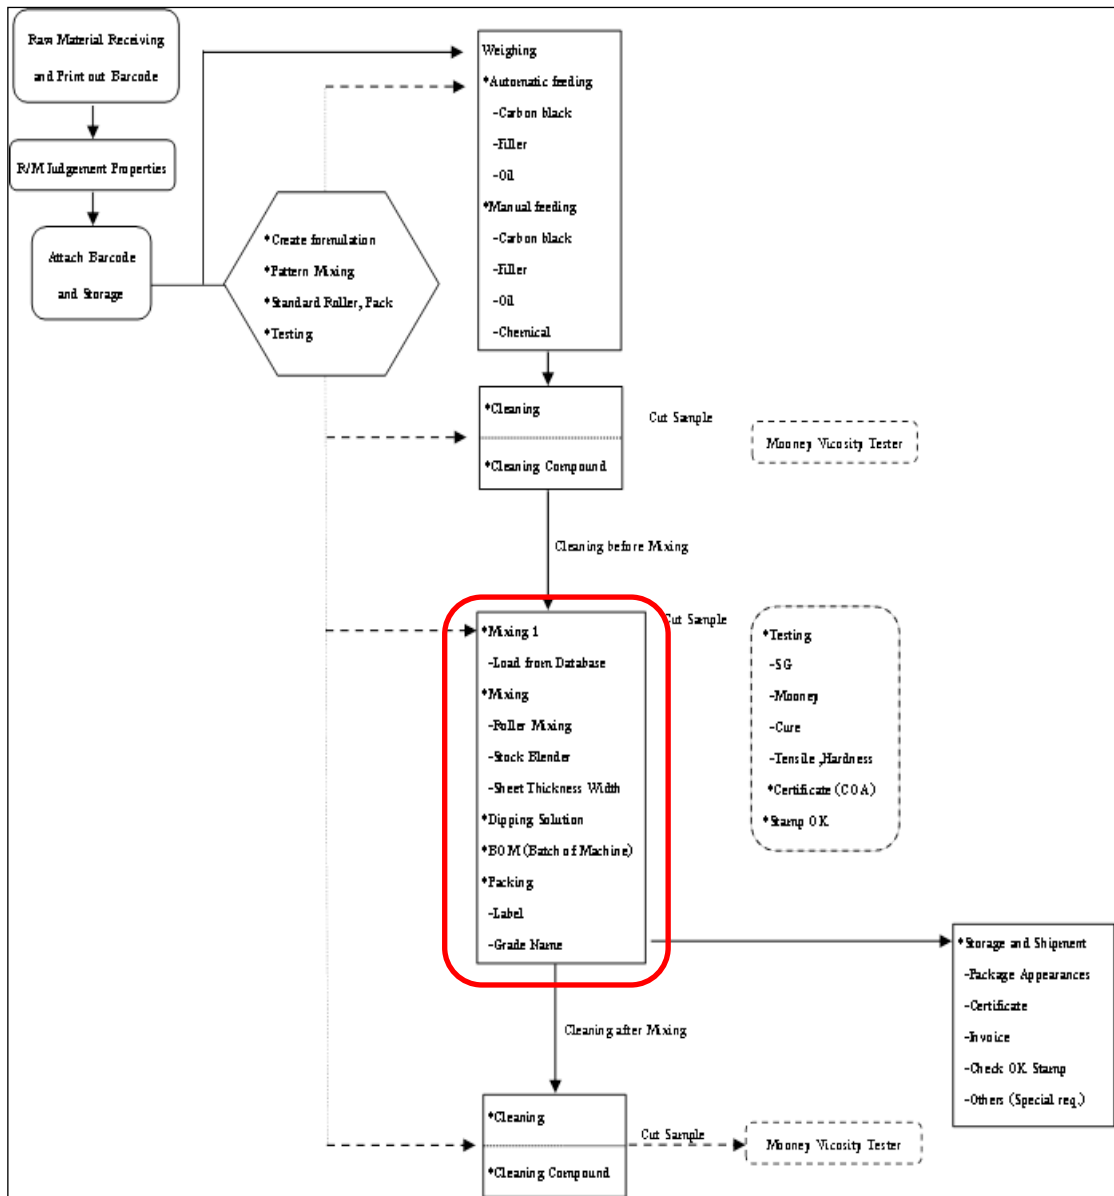 Raw Material Receiving
and Print out Barcode
R/M Judgement Properties
Attach Barcode
and Storage
*Create formulation
*Pattern Mixing
*Standard Roller, Pack
*Testing
Weighing
*Automatic feeding
-Carbon black
-Filler
-Oil
*Manual feeding
-Carbon black
-Filler
-Oil
-Chemical
*Cleaning
*Cleaning Compound
Cut Sample
Mooney Vicosity Tester
Cleaning before Mixing
*Mixing 1
-Load from Database
*Mixing
-Roller Mixing
-Stock Blender
-Sheet Thickness Width
*Dipping Solution
*BOM (Batch of Machine)
*Packing
-Label
-Grade Name
Cut Sample
*Testing
-SG
-Mooney
-Cure
-Tensile ,Hardness
*Certificate (COA)
*Stamp OK
*Storage and Shipment
-Package Appearances
-Certificate
-Invoice
-Check OK Stamp
-Others (Special req.)
Cleaning after Mixing
*Cleaning
*Cleaning Compound
Cut Sample
Mooney Vicosity Tester